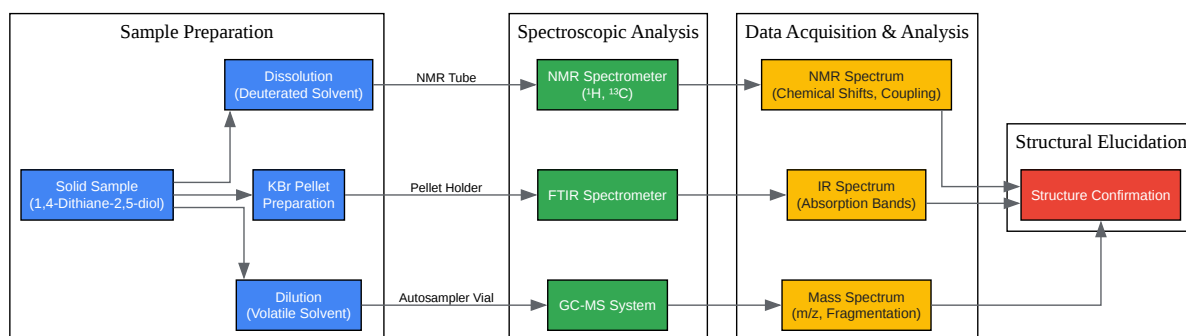 Sample Preparation
Spectroscopic Analysis
Data Acquisition & Analysis
Structural Elucidation
Dissolution
(Deuterated Solvent)
NMR Tube
NMR Spectrometer
(¹H, ¹³C)
NMR Spectrum
(Chemical Shifts, Coupling)
Solid Sample
(1,4-Dithiane-2,5-diol)
KBr Pellet
Preparation
Pellet Holder
FTIR Spectrometer
IR Spectrum
(Absorption Bands)
Structure Confirmation
Dilution
(Volatile Solvent)
Autosampler Vial
GC-MS System
Mass Spectrum
(m/z, Fragmentation)